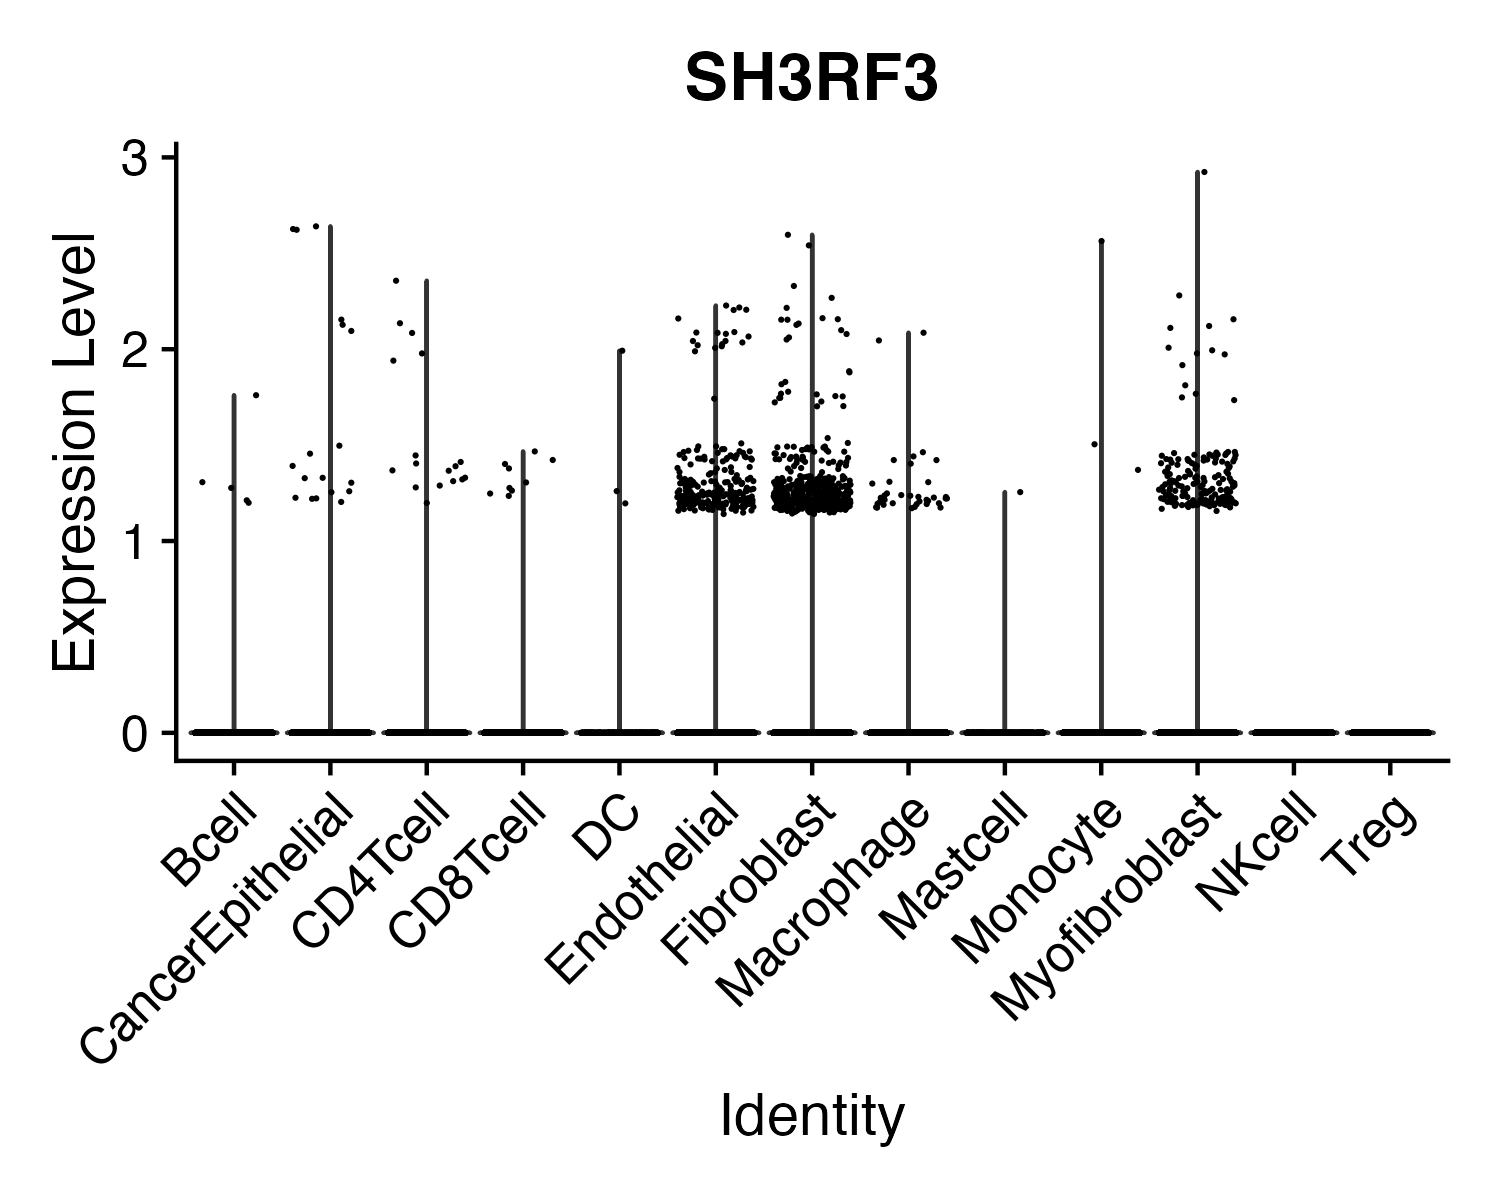 SH3RF3
Expression Level
3
2
1
0
Bcell
CancerEpithelial
CD4Tcell
CD8Tcell
DC
Endothelial
Fibroblast
Macrophage
Mastcell
Monocyte
Myofibroblast
NKcell
Treg
Identity